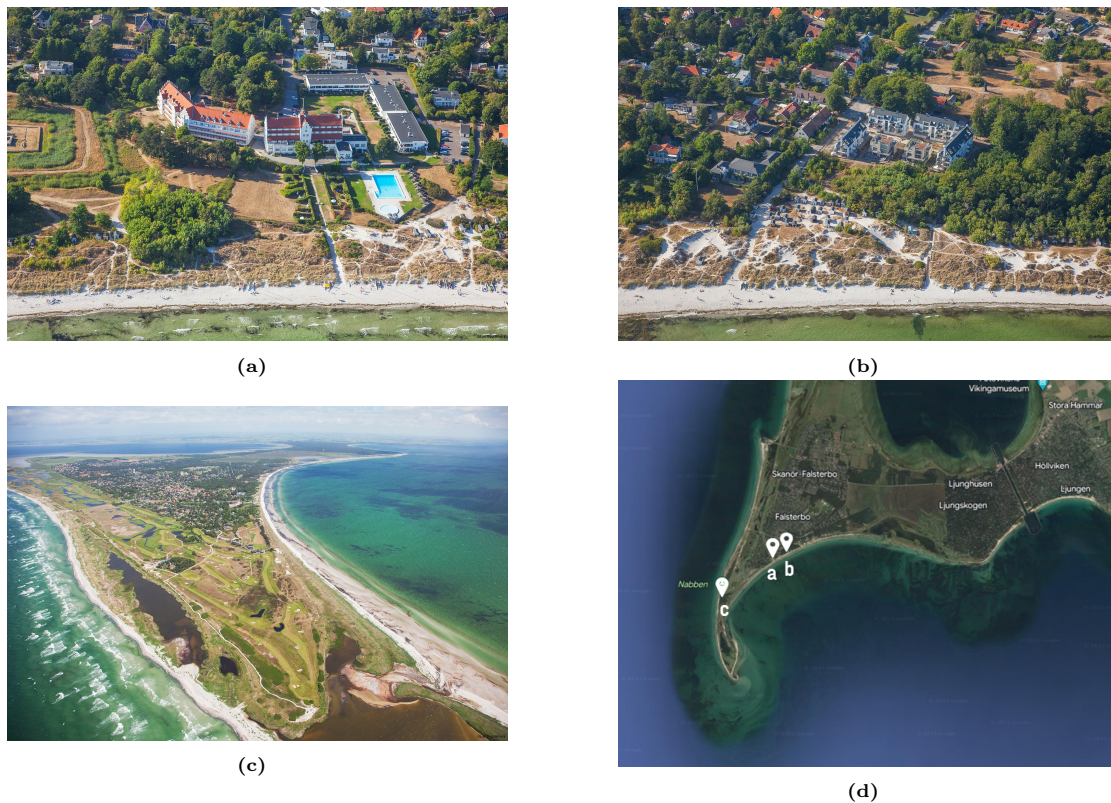 (a)
(b)
Vikingamuseum
Stora Hammar
Höllviken
Skanör-Falsterbo
Ljunghusen
Ljungen
Ljungskogen
Falsterbo
a
b
Nabben
c
(c)
(d)